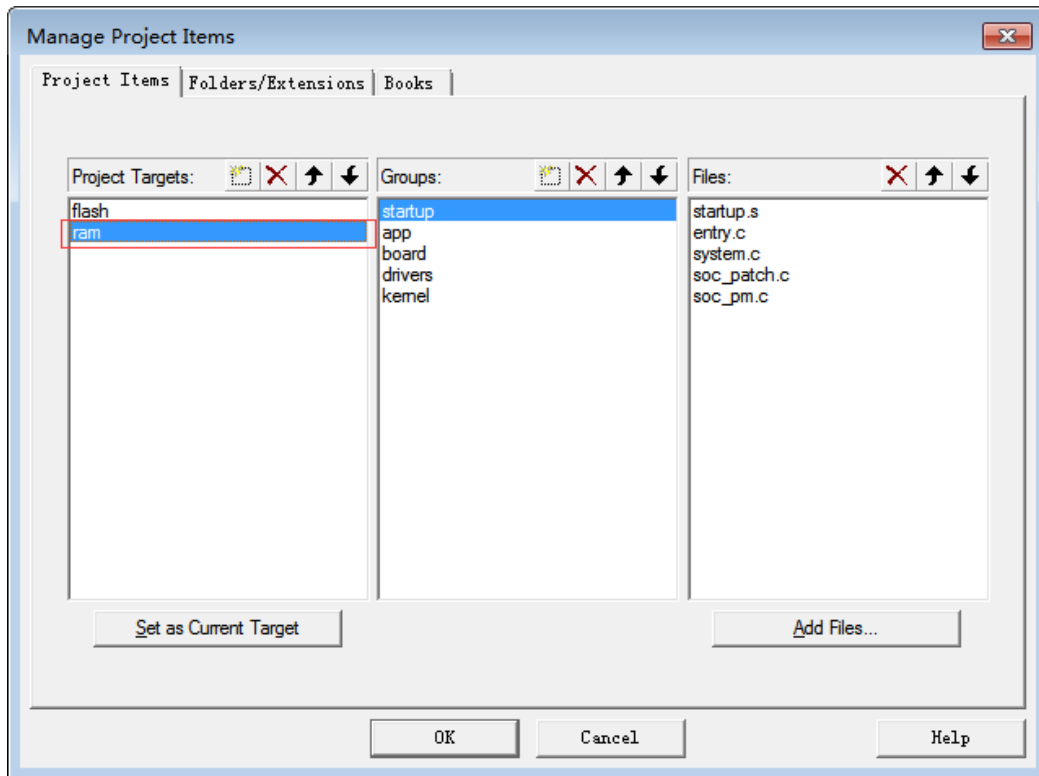 Manage Project Items
Project Items Folders/Extensions Books
Project Targets: Groups: Files:
flash
ram
startup
app
board
drivers
kernel
startup.s
entry.c
system.c
soc_patch.c
soc_pm.c
Set as Current Target Add Files...
OK Cancel Help